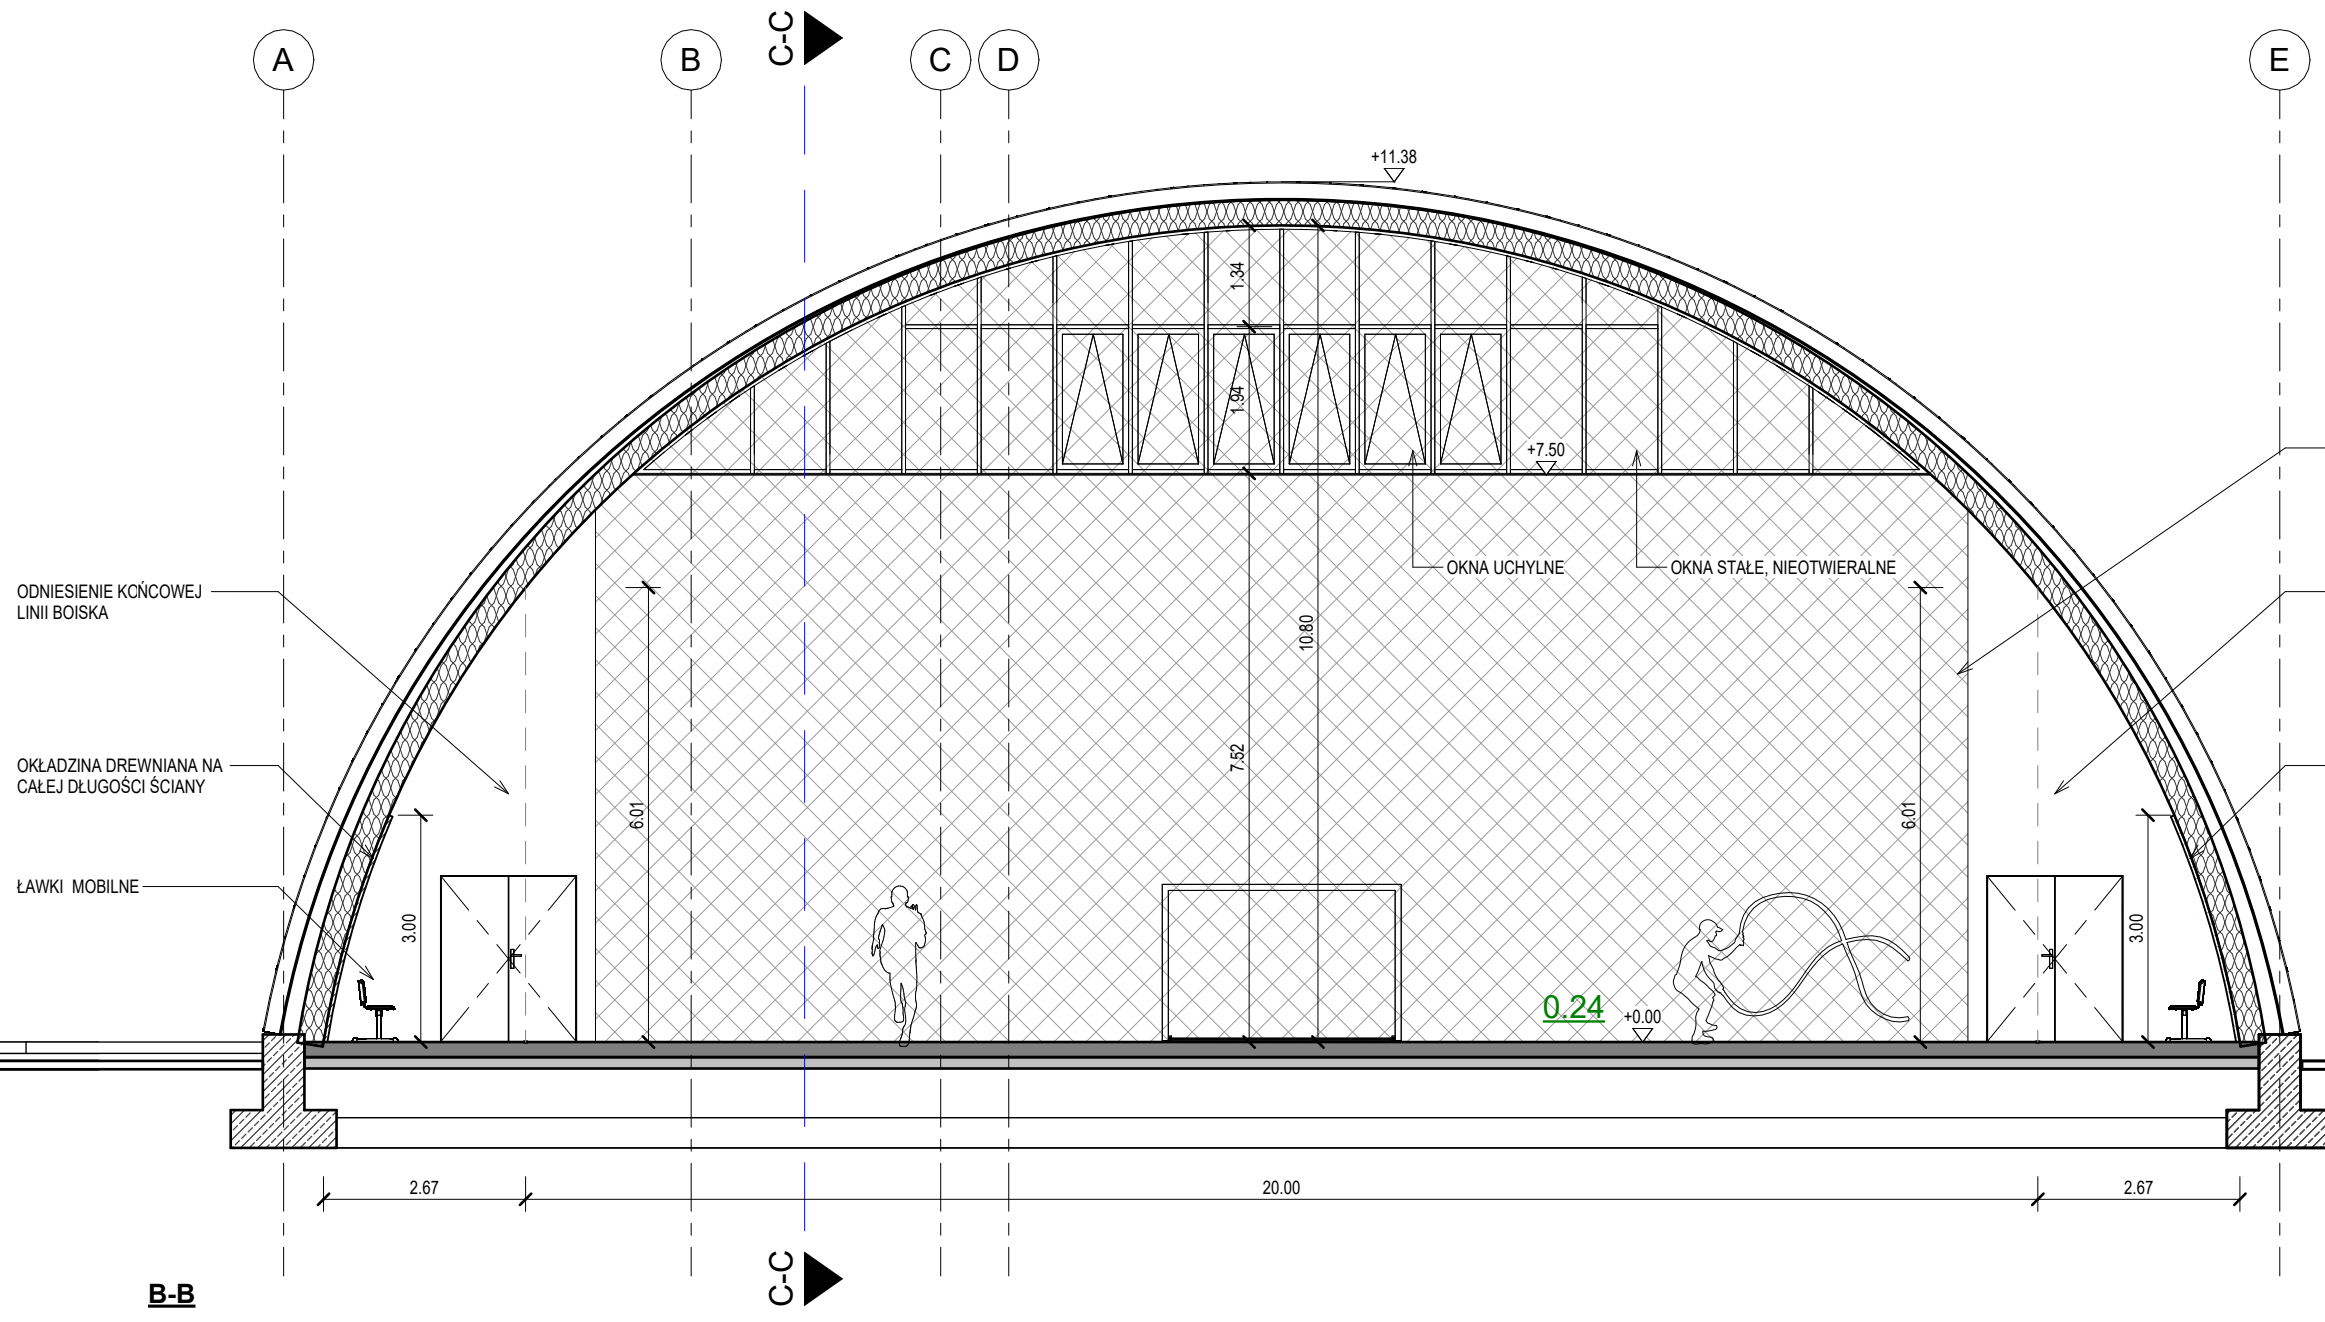 C-C
A
B
C
D
E
+11.38
1.34
1.94
+7.50
OKNA UCHYLNE
OKNA STAŁE, NIEOTWIERALNE
ODNIESIENIE KOŃCOWEJ
LINII BOISKA
10.80
7.52
OKŁADZINA DREWNIANA NA
CAŁEJ DŁUGOŚCI ŚCIANY
6.01
6.01
ŁAWKI MOBILNE
3.00
3.00
0.24
+0.00
2.67
20.00
2.67
C-C
B-B